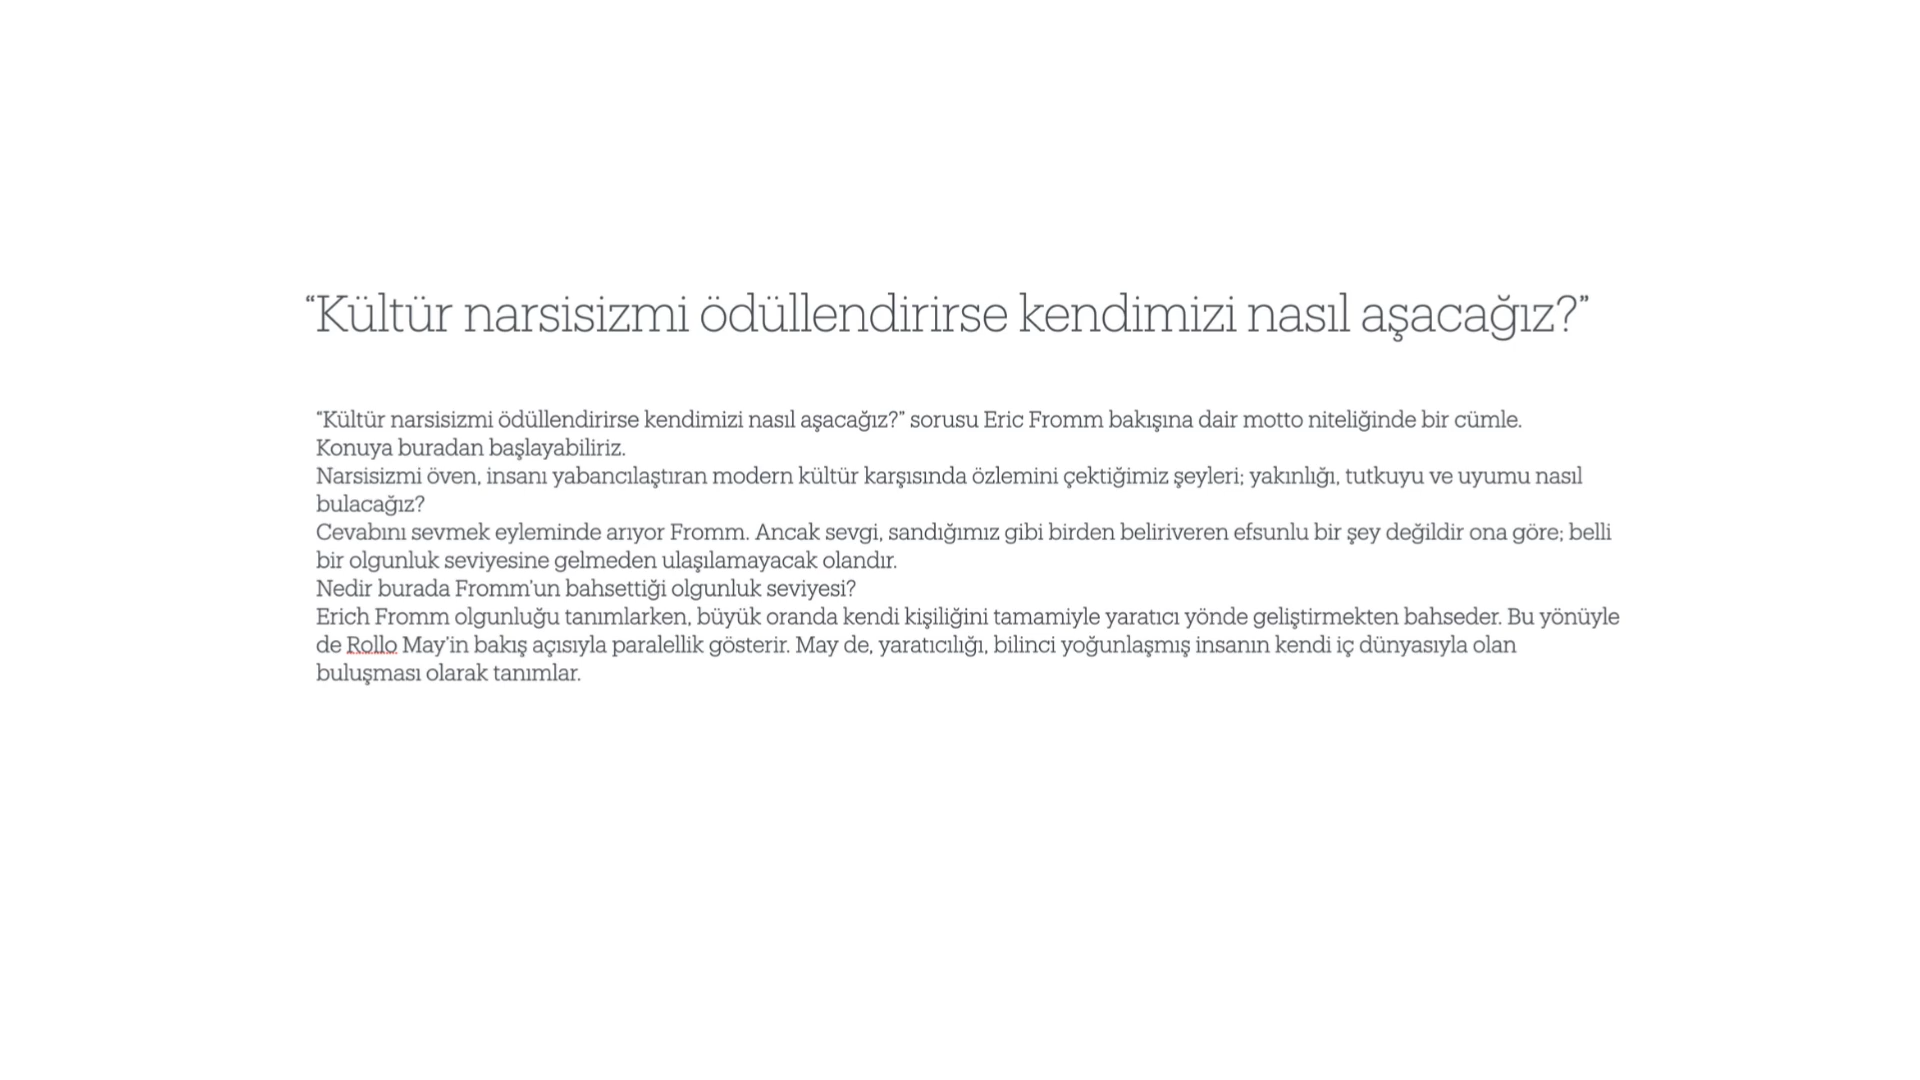 “Kültür narsisizmi ödüllendirirse kendimizi nasıl aşacağız?”
“Kültür narsisizmi ödüllendirirse kendimizi nasıl aşacağız?” sorusu Eric Fromm bakışına dair motto niteliğinde bir cümle.
Konuya buradan başlayabiliriz.
Narsisizmi öven, insanı yabancılaştıran modern kültür karşısında özlemini çektiğimiz şeyleri; yakınlığı, tutkuyu ve uyumu nasıl
bulacağız?
Cevabını sevmek eyleminde arıyor Fromm. Ancak sevgi, sandığımız gibi birden beliriveren efsunlu bir şey değildir ona göre; belli
bir olgunluk seviyesine gelmeden ulaşılamayacak olandır.
Nedir burada Fromm’un bahsettiği olgunluk seviyesi?
Erich Fromm olgunluğu tanımlarken, büyük oranda kendi kişiliğini tamamiyle yaratıcı yönde geliştirmekten bahseder. Bu yönüyle
de Rollo May’in bakış açısıyla paralellik gösterir. May de, yaratıcılığı, bilinci yoğunlaşmış insanın kendi iç dünyasıyla olan
buluşması olarak tanımlar.